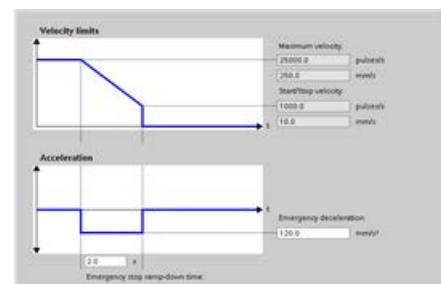 Velocity limits
Maximum velocity:
25000.0 pulses/s
250.0 mm/s
Start/Stop velocity:
1000.0 pulses/s
10.0 mm/s
t
Acceleration
t
Emergency deceleration:
120.0 mm/s²
2.0 s
Emergency stop ramp-down time: